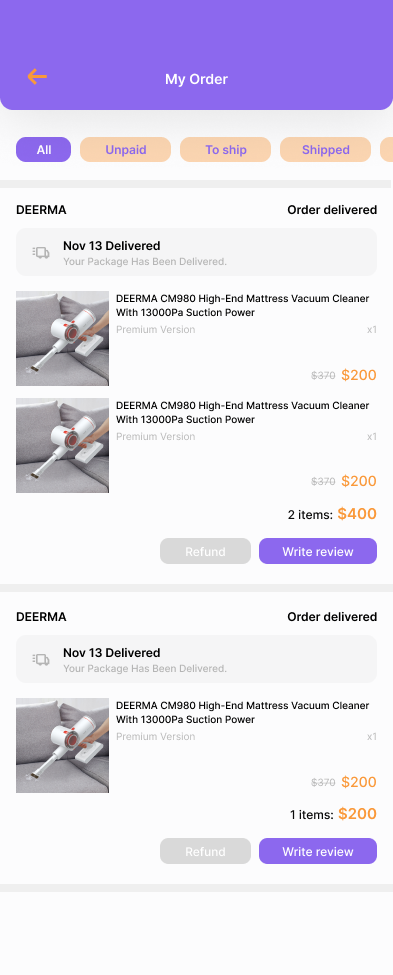 My Order
All
Unpaid
To ship
Shipped
DEERMA
Order delivered
Nov 13 Delivered
Your Package Has Been Delivered.
DEERMA CM980 High-End Mattress Vacuum Cleaner
With 13000Pa Suction Power
Premium Version
x1
$370 $200
DEERMA CM980 High-End Mattress Vacuum Cleaner
With 13000Pa Suction Power
Premium Version
x1
$370 $200
2 items: $400
Refund
Write review
DEERMA
Order delivered
Nov 13 Delivered
Your Package Has Been Delivered.
DEERMA CM980 High-End Mattress Vacuum Cleaner
With 13000Pa Suction Power
Premium Version
x1
$370 $200
1 items: $200
Refund
Write review